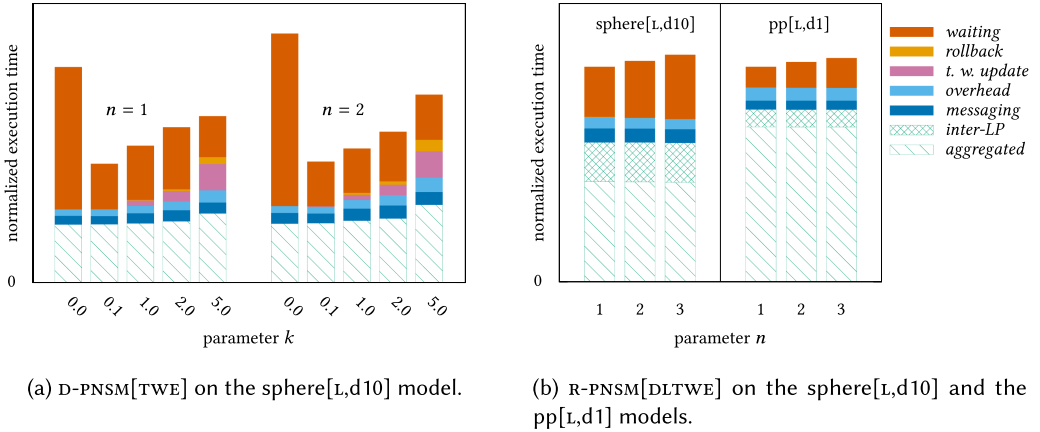 normalized execution time
0
n = 1
n = 2
0.0 0.1 1.0 2.0 5.0 0.0 0.1 1.0 2.0 5.0
parameter k
(a) D-PNSM[TWE] on the sphere[L,d10] model.
normalized execution time
0
sphere[L,d10]
pp[L,d1]
1 2 3 1 2 3
parameter n
waiting
rollback
t. w. update
overhead
messaging
inter-LP
aggregated
(b) R-PNSM[DLTWE] on the sphere[L,d10] and the
pp[L,d1] models.